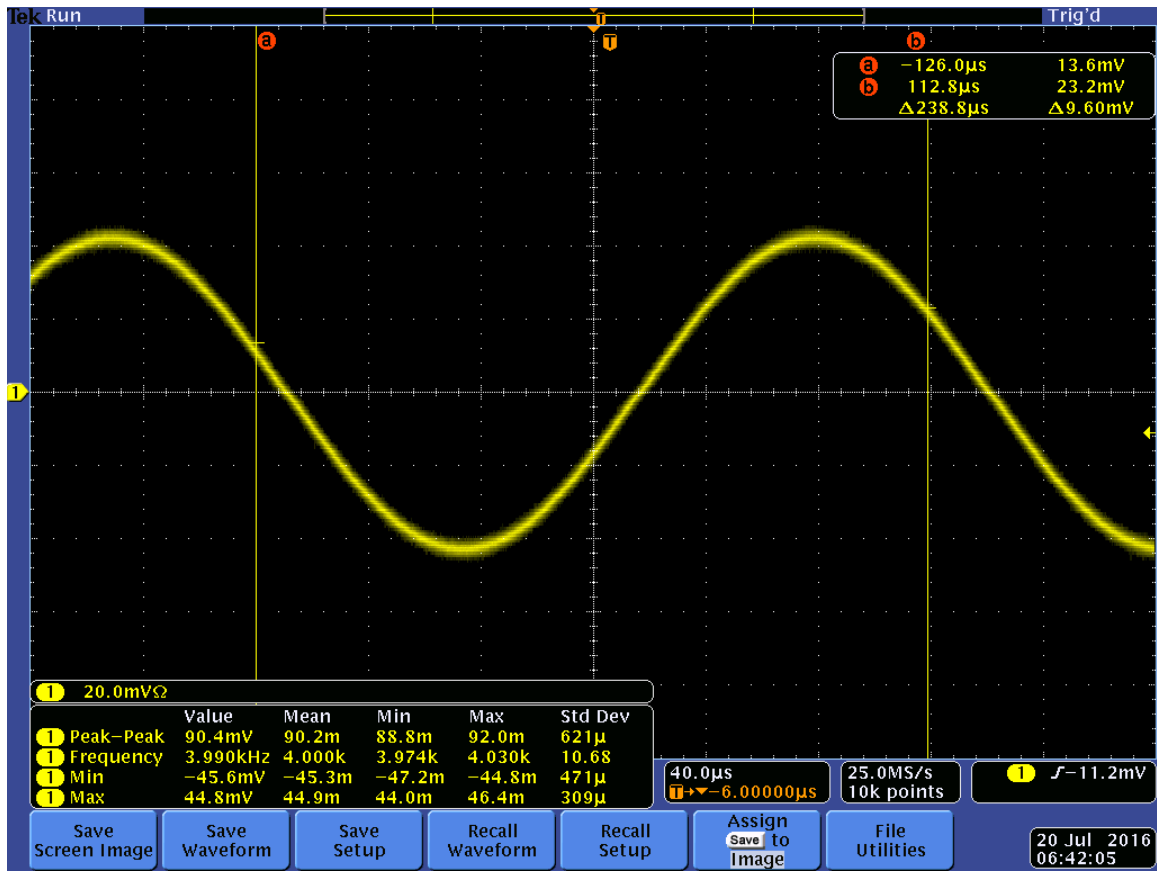 Tek Run Trig'd
a b
T
T
a −126.0µs 13.6mV
b 112.8µs 23.2mV
Δ238.8µs Δ9.60mV
1
1 20.0mVΩ
Value Mean Min Max Std Dev
1 Peak−Peak 90.4mV 90.2m 88.8m 92.0m 621µ
1 Frequency 3.990kHz 4.000k 3.974k 4.030k 10.68
1 Min −45.6mV −45.3m −47.2m −44.8m 471µ
1 Max 44.8mV 44.9m 44.0m 46.4m 309µ
40.0µs
T→▼−6.00000µs
25.0MS/s
10k points
1 ʃ−11.2mV
Save
Screen Image
Save
Waveform
Save
Setup
Recall
Waveform
Recall
Setup
Assign
Save to
Image
File
Utilities
20 Jul 2016
06:42:05